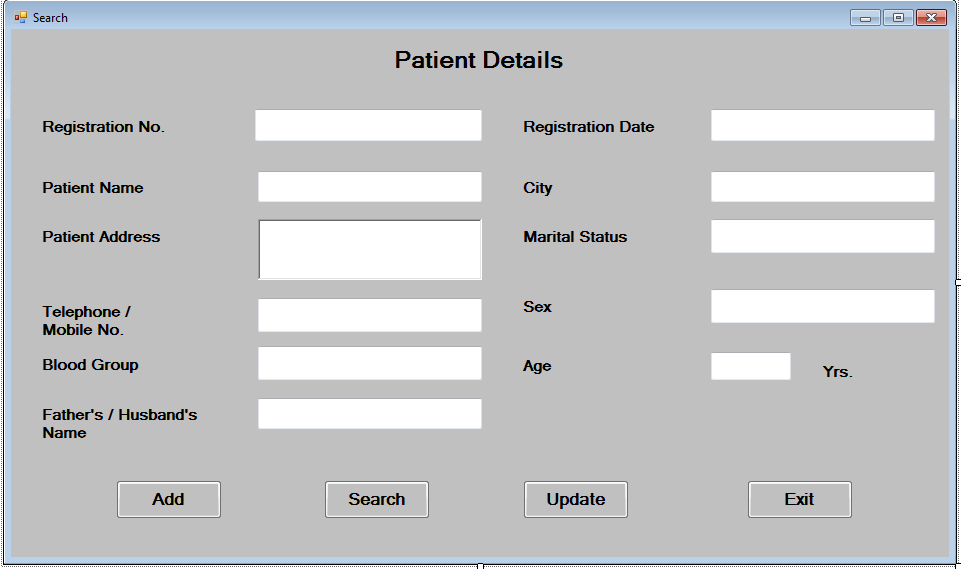 Search
Patient Details
Registration No.
Registration Date
Patient Name
City
Patient Address
Marital Status
Telephone /
Mobile No.
Sex
Blood Group
Age
Yrs.
Father's / Husband's
Name
Add
Search
Update
Exit